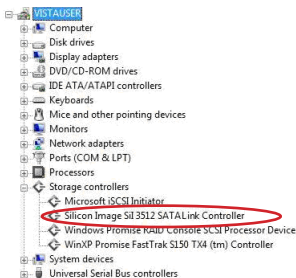 VISTAUSER
Computer
Disk drives
Display adapters
DVD/CD-ROM drives
IDE ATA/ATAPI controllers
Keyboards
Mice and other pointing devices
Monitors
Network adapters
Ports (COM & LPT)
Processors
Storage controllers
Microsoft iSCSI Initiator
Silicon Image SiI 3512 SATALink Controller
Windows Promise RAID Console SCSI Processor Device
WinXP Promise FastTrak S150 TX4 (tm) Controller
System devices
Universal Serial Bus controllers